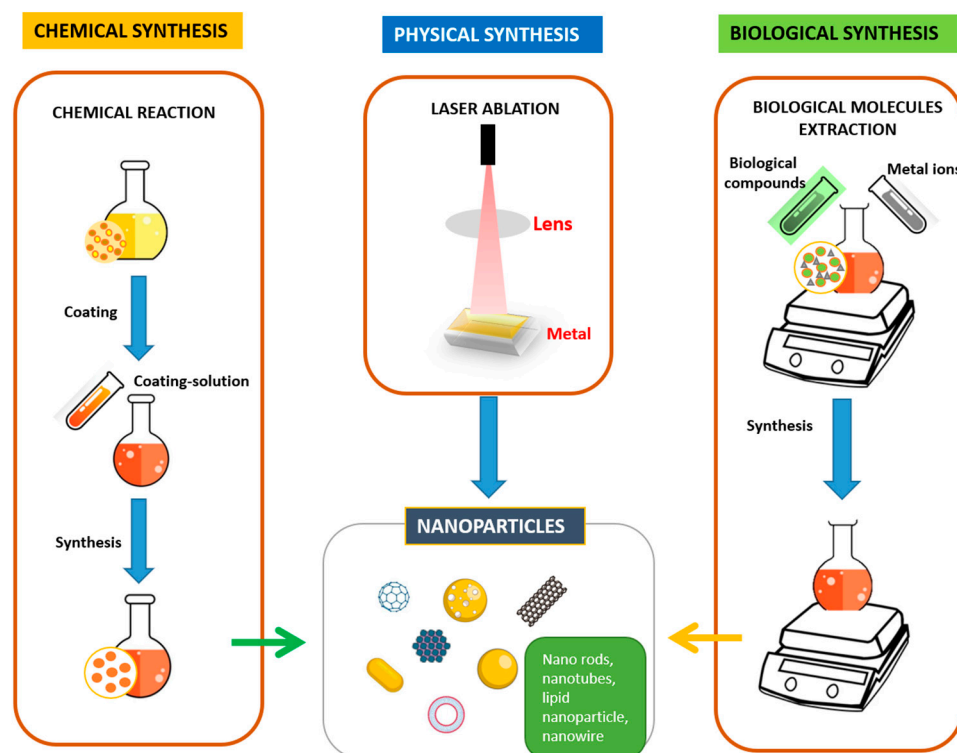 CHEMICAL SYNTHESIS
CHEMICAL REACTION
Coating
Coating-solution
Synthesis
PHYSICAL SYNTHESIS
LASER ABLATION
Lens
Metal
BIOLOGICAL SYNTHESIS
BIOLOGICAL MOLECULES
EXTRACTION
Biological
compounds
Metal ions
Synthesis
NANOPARTICLES
Nano rods,
nanotubes,
lipid
nanoparticle,
nanowire